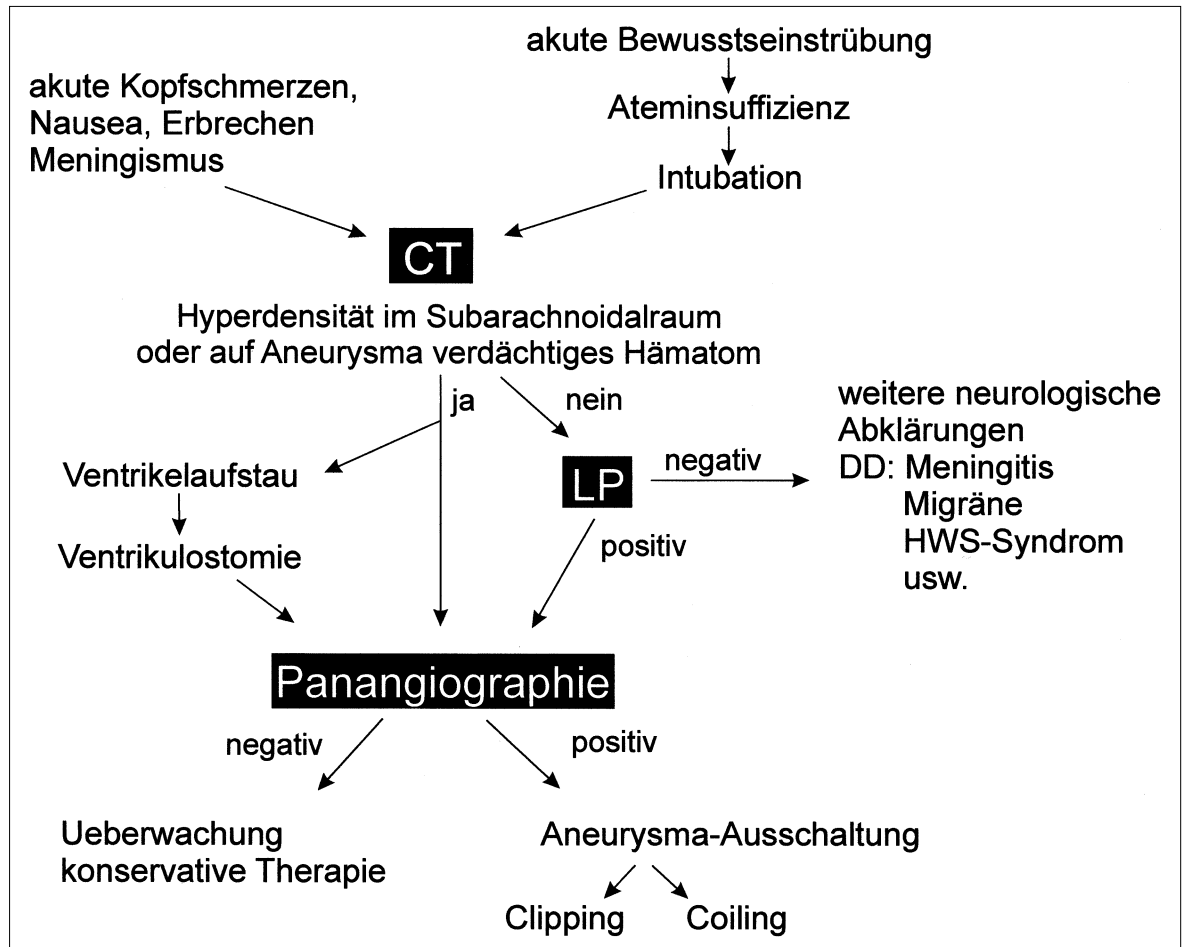 akute Bewusstseinstrübung
akute Kopfschmerzen,
Nausea, Erbrechen
Meningismus
Ateminsuffizienz
Intubation
CT
Hyperdensität im Subarachnoidalraum
oder auf Aneurysma verdächtiges Hämatom
ja
nein
weitere neurologische
Abklärungen
DD: Meningitis
Migräne
HWS-Syndrom
usw.
Ventrikelaufstau
LP
negativ
Ventrikulostomie
positiv
Panangiographie
negativ
positiv
Ueberwachung
konservative Therapie
Aneurysma-Ausschaltung
Clipping
Coiling